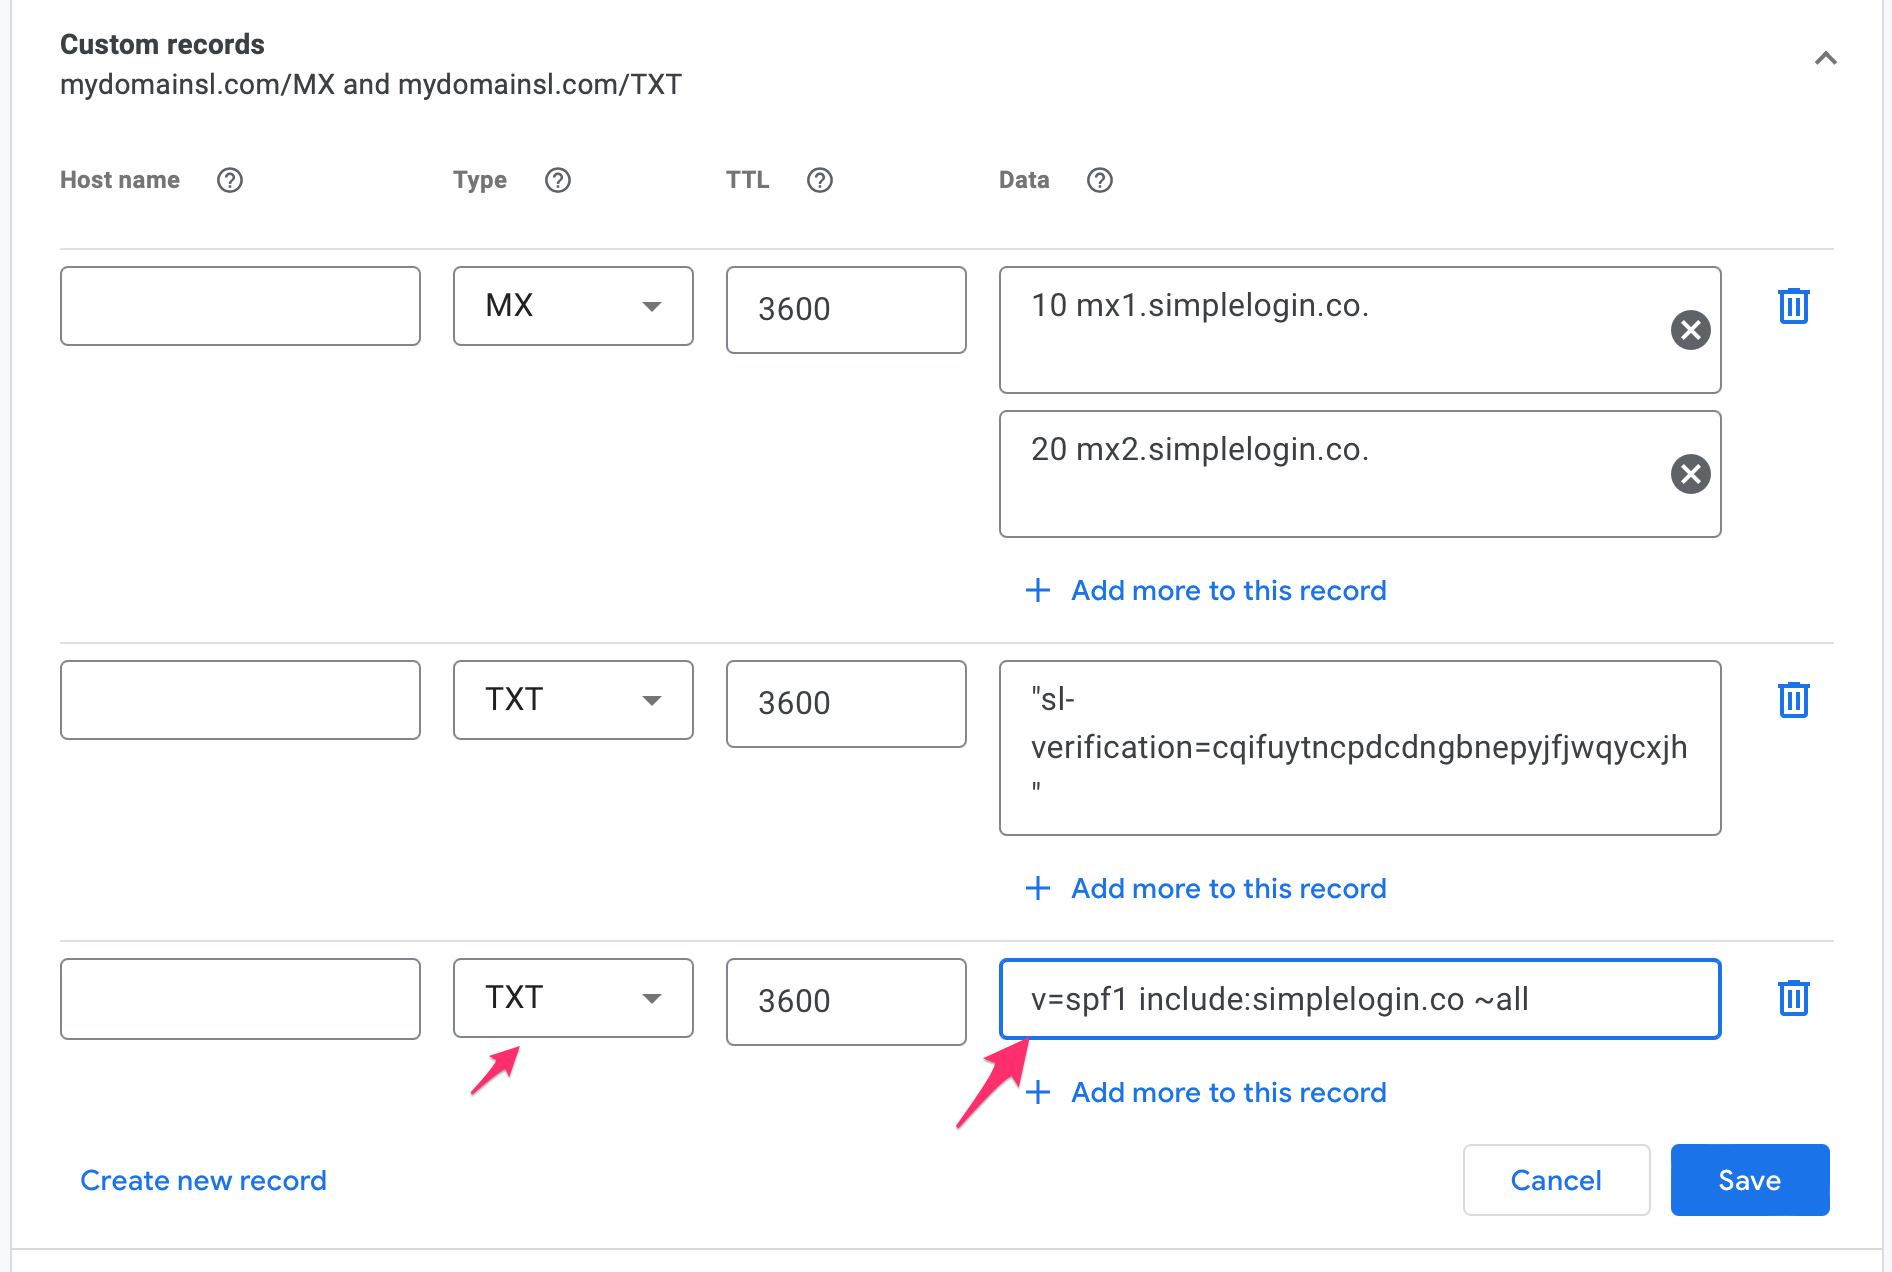 Custom records
mydomainsl.com/MX and mydomainsl.com/TXT
Host name Type TTL Data
MX 3600 10 mx1.simplelogin.co.
20 mx2.simplelogin.co.
Add more to this record
TXT 3600 "sl-
verification=cqifuytncpdcdngbnepyjfjwqycxjh
"
Add more to this record
TXT 3600 v=spf1 include:simplelogin.co ~all
Add more to this record
Create new record Cancel Save